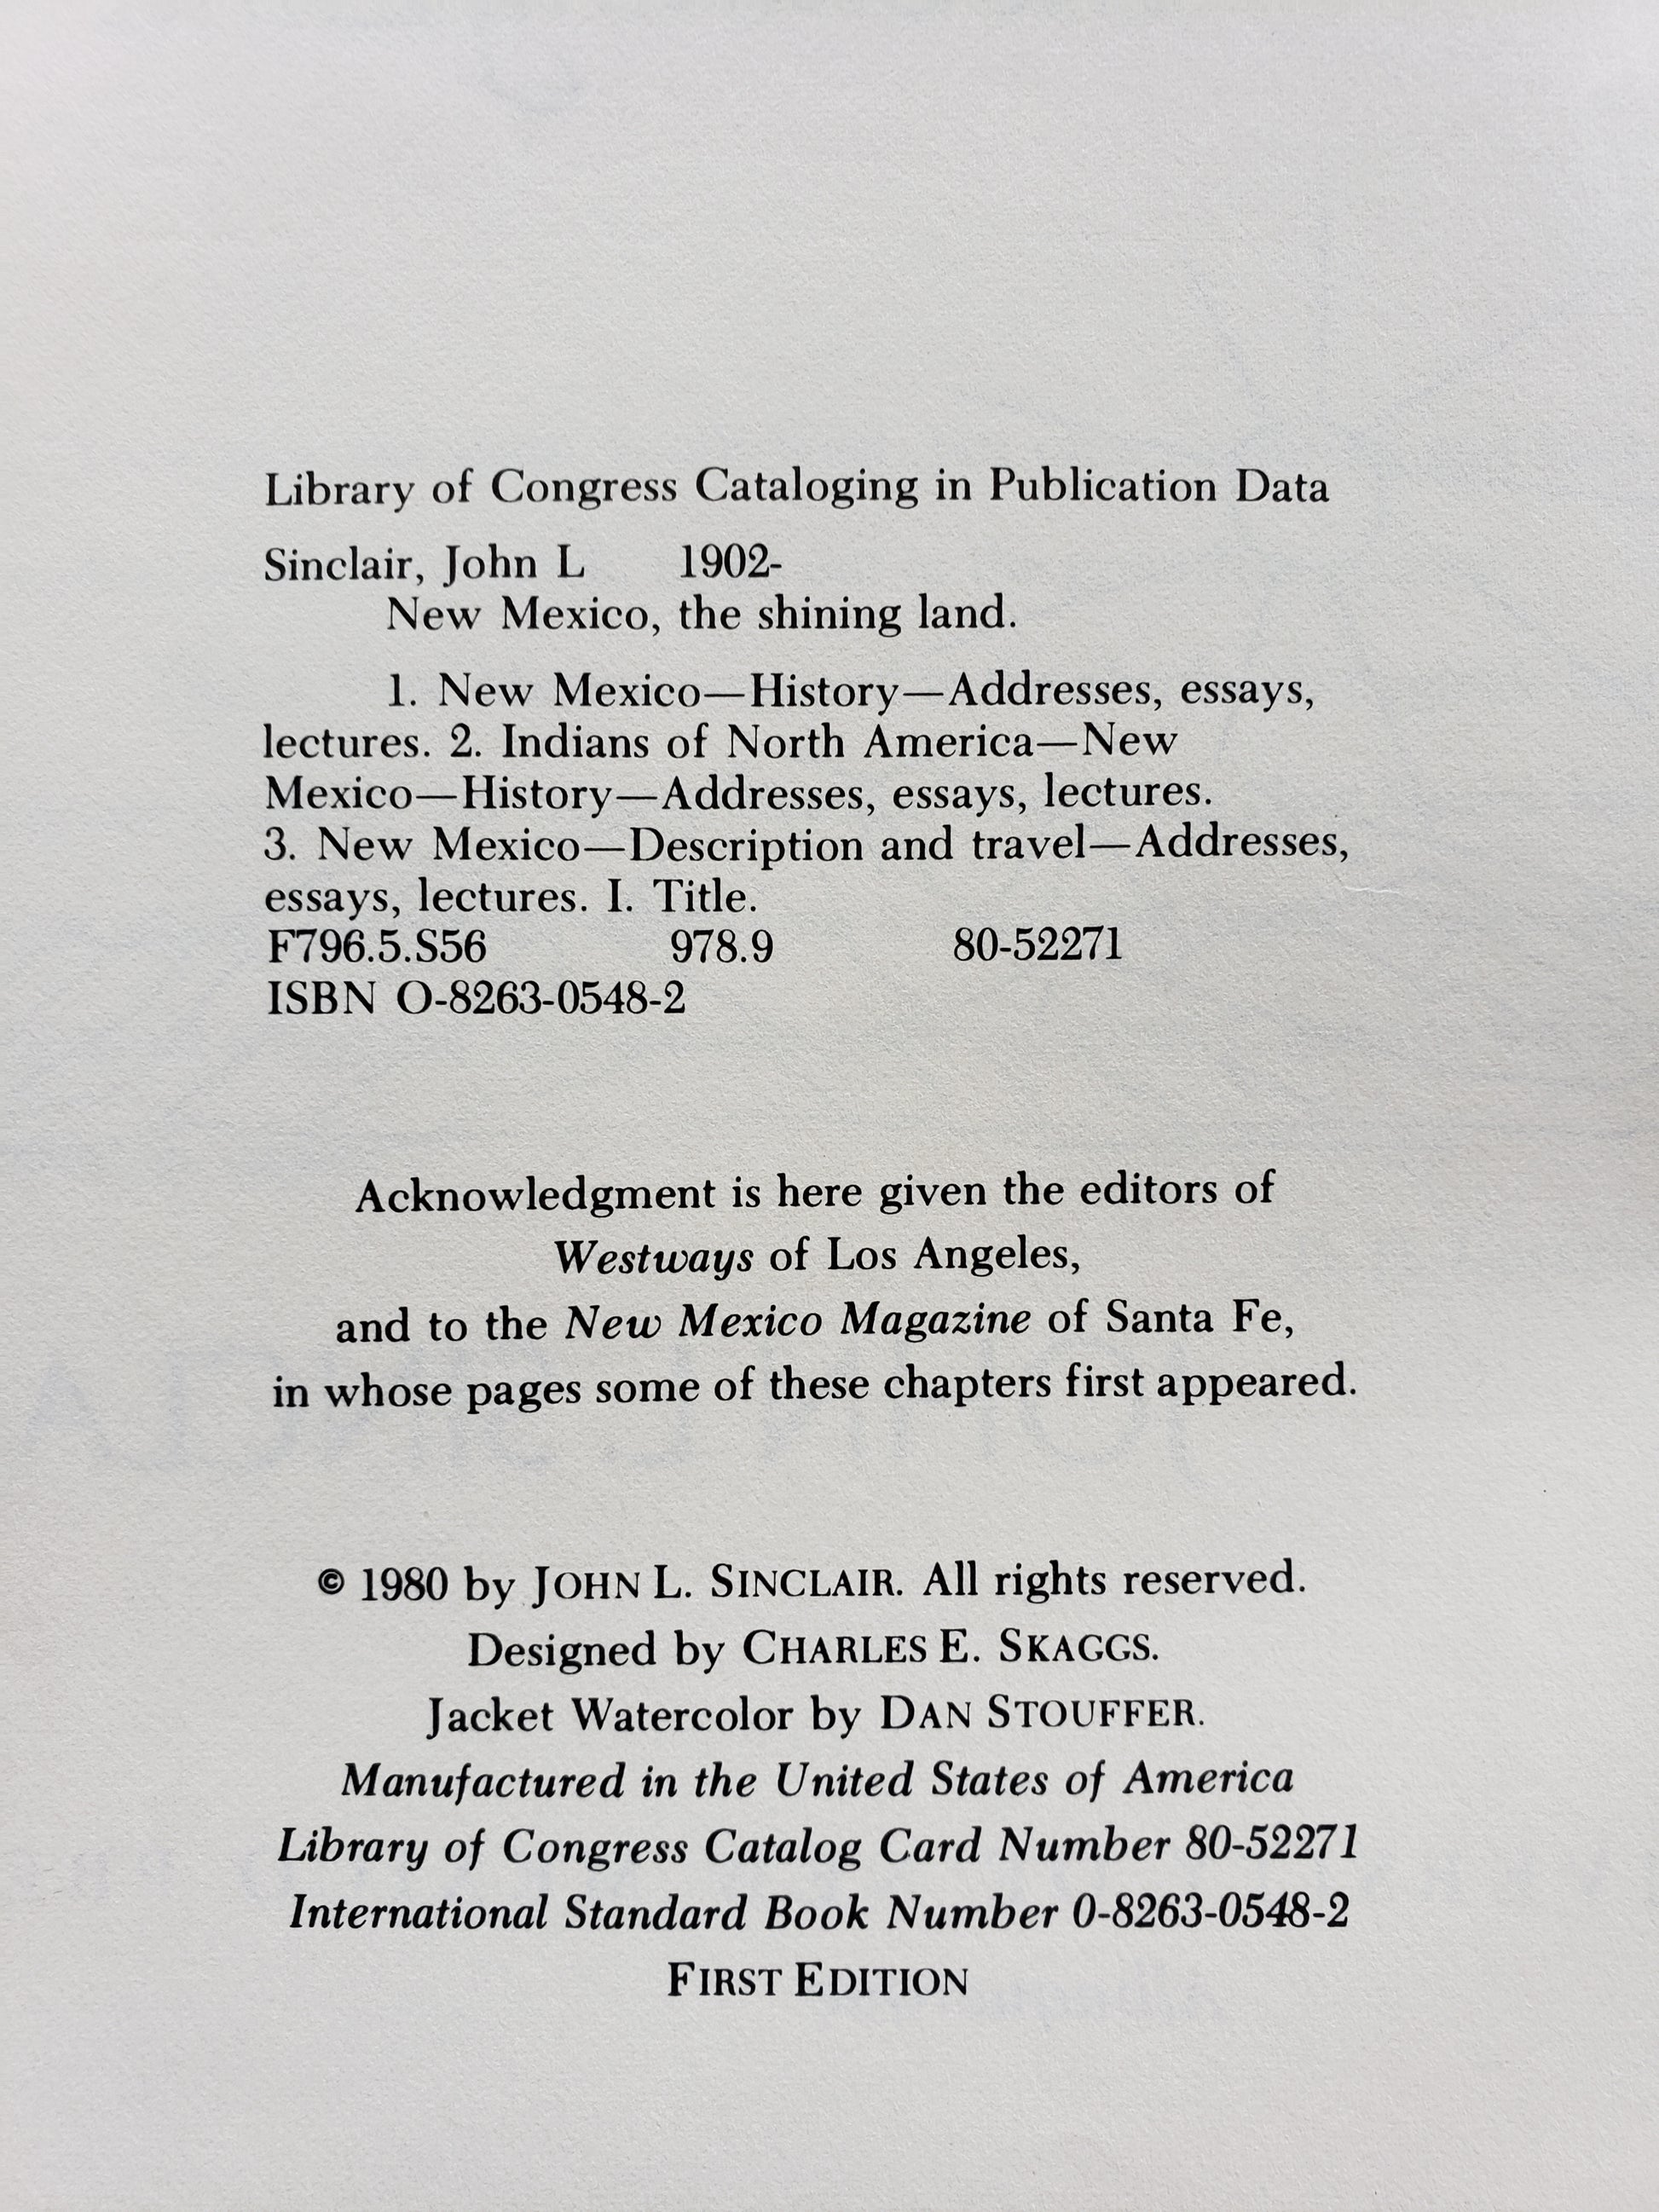 Library of Congress Cataloging in Publication Data
Sinclair, John L 1902-
New Mexico, the shining land.
1. New Mexico—History—Addresses, essays,
lectures. 2. Indians of North America—New
Mexico—History—Addresses, essays, lectures.
3. New Mexico—Description and travel—Addresses,
essays, lectures. I. Title.
F796.5.S56 978.9 80-52271
ISBN O-8263-0548-2
Acknowledgment is here given the editors of
Westways of Los Angeles,
and to the New Mexico Magazine of Santa Fe,
in whose pages some of these chapters first appeared.
© 1980 by JOHN L. SINCLAIR. All rights reserved.
Designed by CHARLES E. SKAGGS.
Jacket Watercolor by DAN STOUFFER.
Manufactured in the United States of America
Library of Congress Catalog Card Number 80-52271
International Standard Book Number 0-8263-0548-2
FIRST EDITION